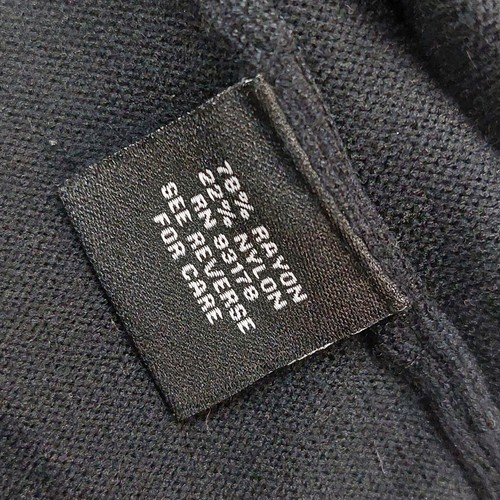 78% RAYON
22% NYLON
RN 93178
SEE REVERSE
FOR CARE